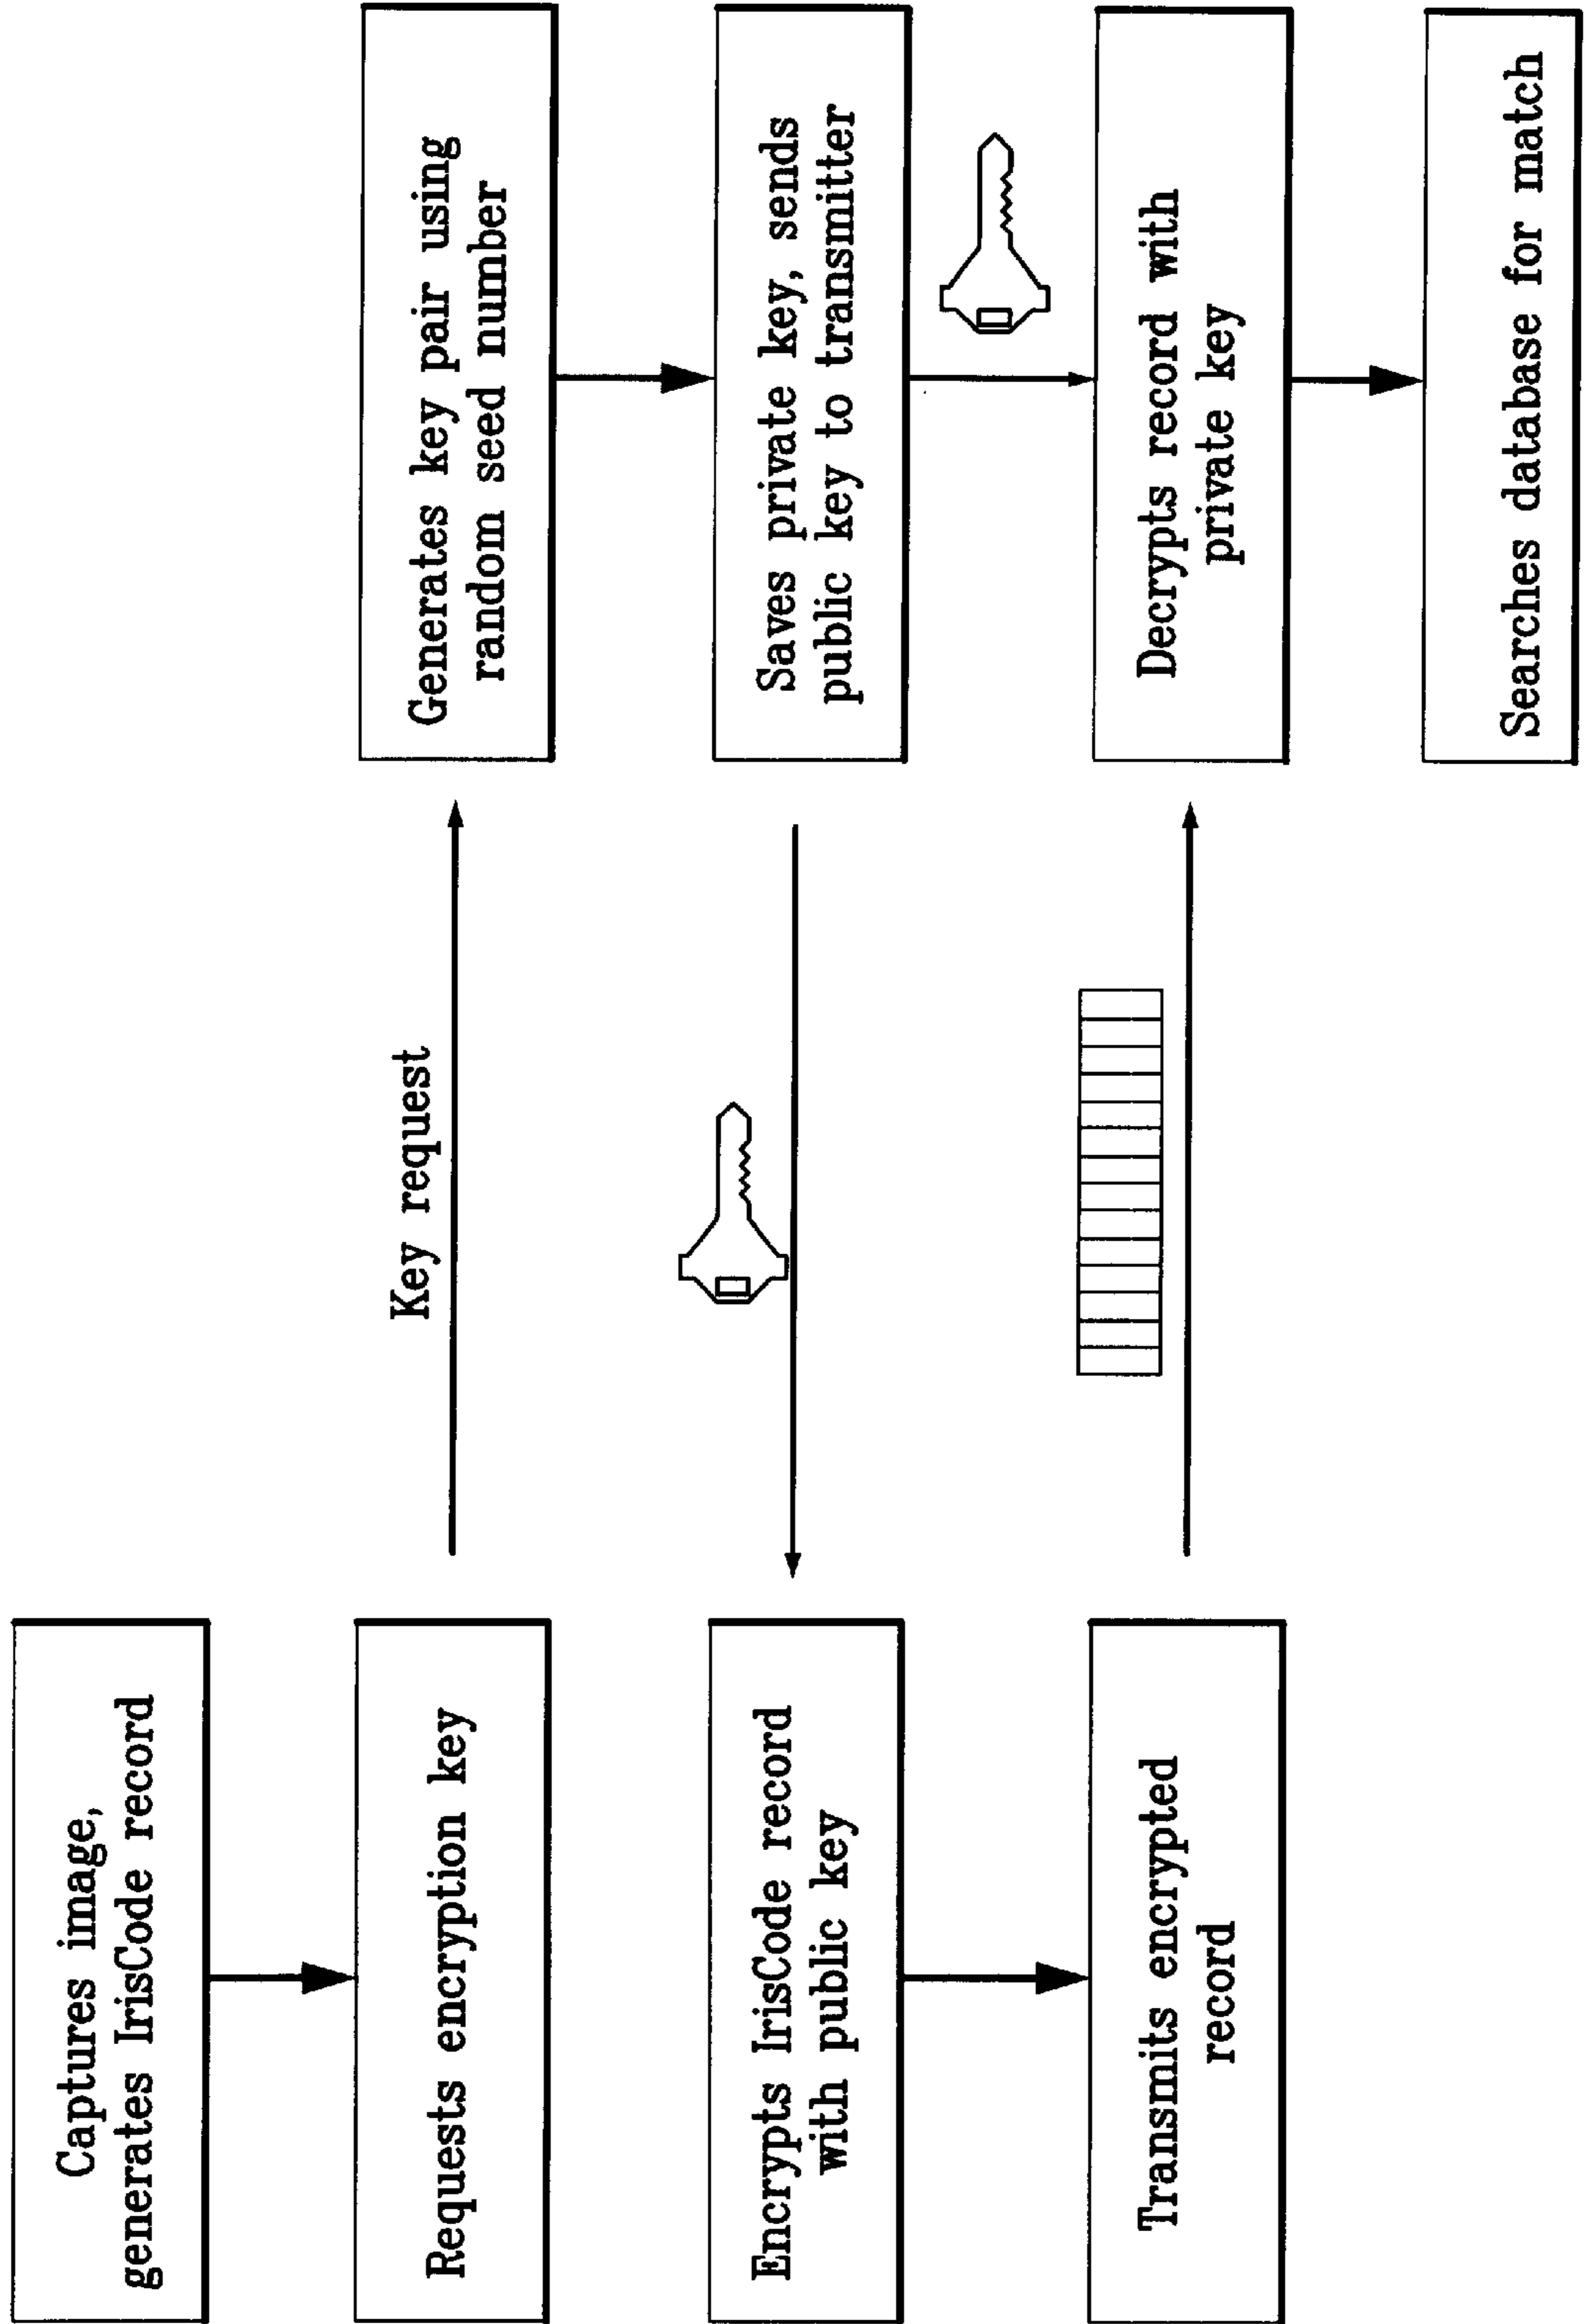 Captures image,
generates IrisCode record
Requests encryption key
Key request
Generates key pair using
random seed number
Saves private key, sends
public key to transmitter
Encrypts IrisCode record
with public key
Transmits encrypted
record
Decrypts record with
private key
Searches database for match